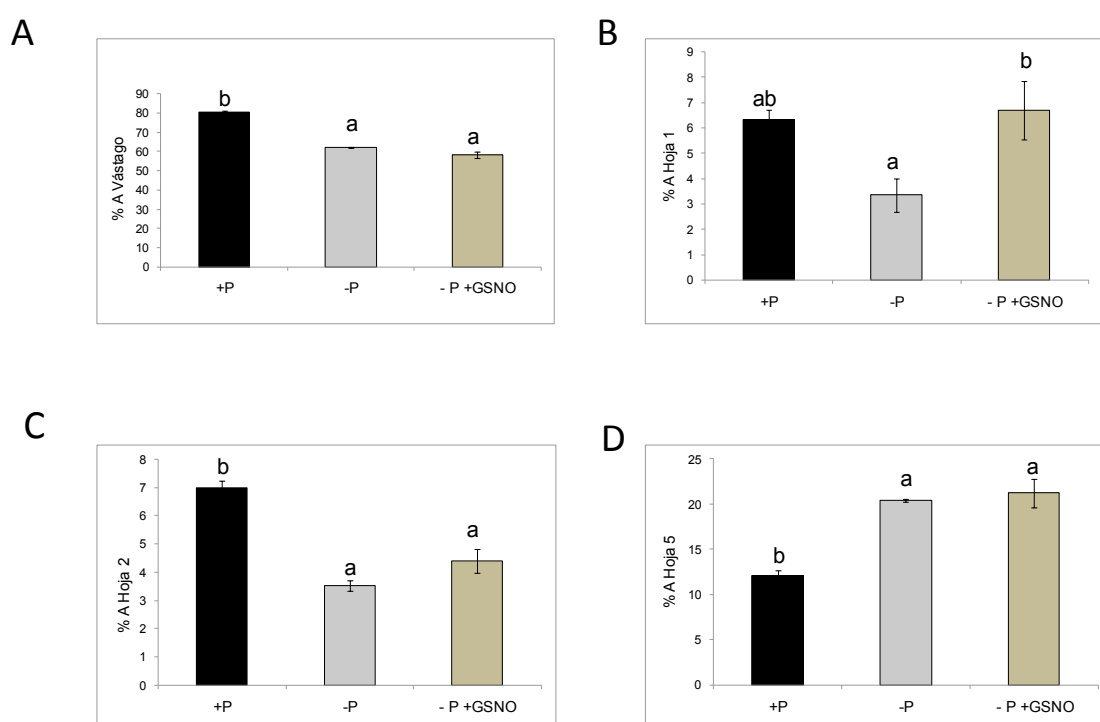 A
% A Vástago
90
80
70
60
50
40
30
20
10
0
b
a
a
+P
-P
- P +GSNO
B
% A Hoja 1
9
8
7
6
5
4
3
2
1
0
ab
a
b
+P
-P
- P +GSNO
C
% A Hoja 2
8
7
6
5
4
3
2
1
0
b
a
a
+P
-P
- P +GSNO
D
% A Hoja 5
25
20
15
10
5
0
b
a
a
+P
-P
- P +GSNO